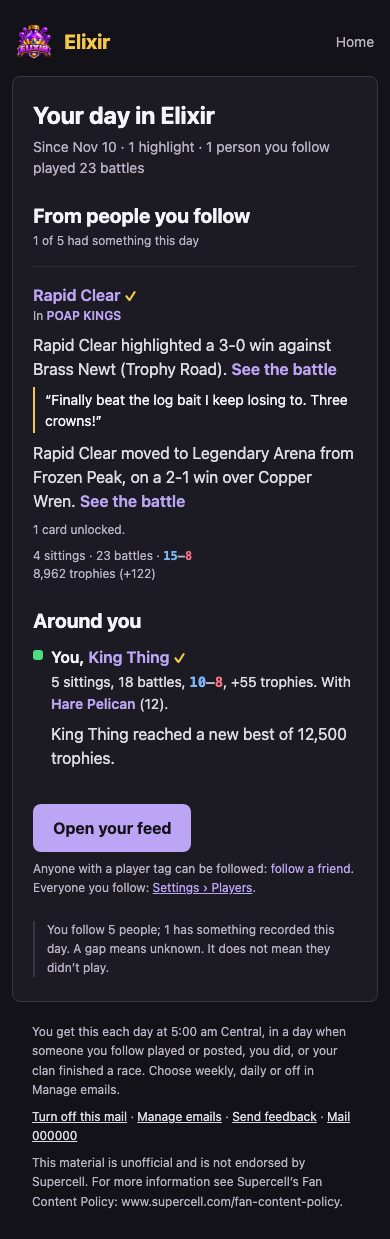 ELIXIR
Elixir
Home
Your day in Elixir
Since Nov 10 · 1 highlight · 1 person you follow
played 23 battles
From people you follow
1 of 5 had something this day
Rapid Clear ✓
In POAP KINGS
Rapid Clear highlighted a 3-0 win against
Brass Newt (Trophy Road). See the battle
“Finally beat the log bait I keep losing to. Three
crowns!”
Rapid Clear moved to Legendary Arena from
Frozen Peak, on a 2-1 win over Copper
Wren. See the battle
1 card unlocked.
4 sittings · 23 battles · 15–8
8,962 trophies (+122)
Around you
You, King Thing ✓
5 sittings, 18 battles, 10–8, +55 trophies. With
Hare Pelican (12).
King Thing reached a new best of 12,500
trophies.
Open your feed
Anyone with a player tag can be followed: follow a friend.
Everyone you follow: Settings › Players.
You follow 5 people; 1 has something recorded this
day. A gap means unknown. It does not mean they
didn’t play.
You get this each day at 5:00 am Central, in a day when
someone you follow played or posted, you did, or your
clan finished a race. Choose weekly, daily or off in
Manage emails.
Turn off this mail · Manage emails · Send feedback · Mail
000000
This material is unofficial and is not endorsed by
Supercell. For more information see Supercell’s Fan
Content Policy: www.supercell.com/fan-content-policy.